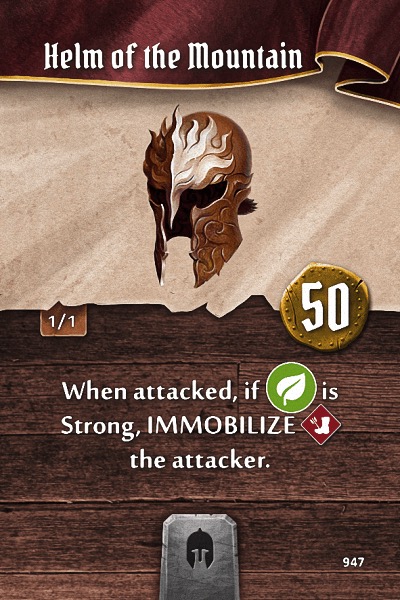 Helm of the Mountain
1/1
50
When attacked, if is
Strong, IMMOBILIZE
the attacker.
947